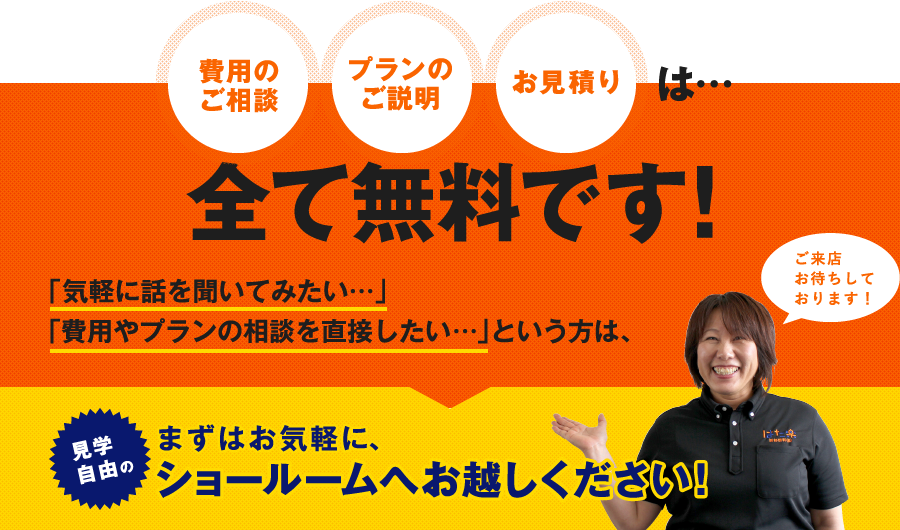 費用の
ご相談
プランの
ご説明
お見積り
は…
全て無料です!
「気軽に話を聞いてみたい…」
「費用やプランの相談を直接したい…」という方は、
ご来店
お待ちして
おります!
見学
自由の
まずはお気軽に、
ショールームへお越しください!